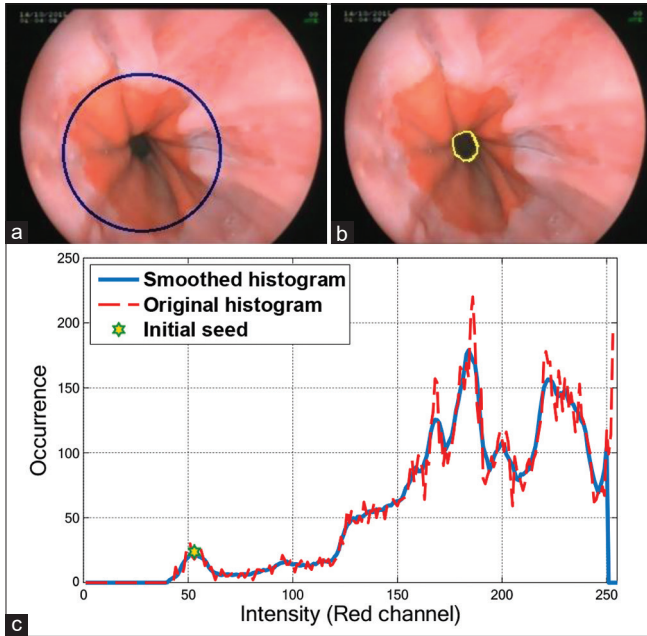 a
b
250
200
150
100
50
0
Occurrence
Smoothed histogram
Original histogram
Initial seed
0 50 100 150 200 250
Intensity (Red channel)
c